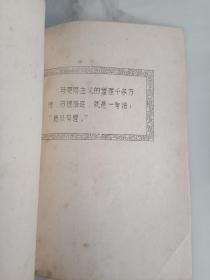 马克思主义的道理千条万
绪，归根结底，就是一句话：
“造反有理。”